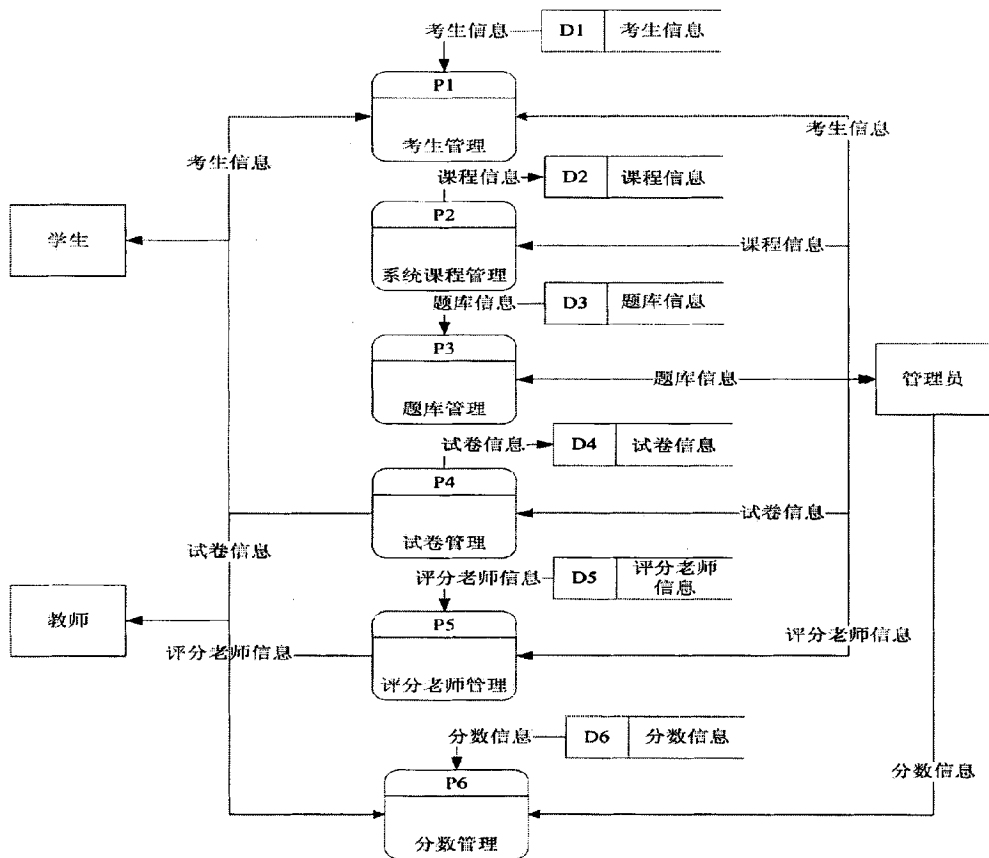 考生信息
D1 考生信息
P1
考生管理
考生信息
考生信息
课程信息
D2 课程信息
学生
P2
系统课程管理
课程信息
题库信息
D3 题库信息
P3
题库管理
题库信息
管理员
试卷信息
D4 试卷信息
P4
试卷管理
试卷信息
试卷信息
评分老师信息
D5 评分老师
信息
教师
P5
评分老师管理
评分老师信息
评分老师信息
分数信息
D6 分数信息
分数信息
P6
分数管理